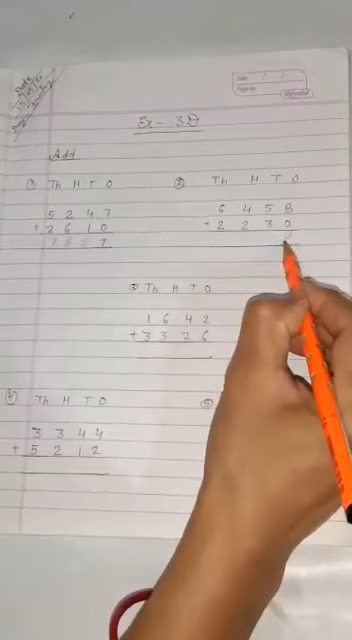 Ex - 3D
Add
① Th H T O
5 2 4 7
+ 2 6 1 0
7 8 5 7
② Th H T O
6 4 5 8
+ 2 2 3 0
③ Th H T O
1 6 4 2
+ 3 3 2 6
④ Th H T O
3 3 4 4
+ 5 2 1 2
⑤